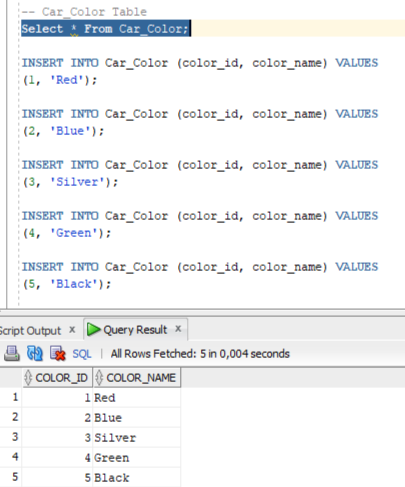 -- Car_Color Table
Select * From Car_Color;
INSERT INTO Car_Color (color_id, color_name) VALUES
(1, 'Red');
INSERT INTO Car_Color (color_id, color_name) VALUES
(2, 'Blue');
INSERT INTO Car_Color (color_id, color_name) VALUES
(3, 'Silver');
INSERT INTO Car_Color (color_id, color_name) VALUES
(4, 'Green');
INSERT INTO Car_Color (color_id, color_name) VALUES
(5, 'Black');
Script Output x Query Result x
SQL | All Rows Fetched: 5 in 0,004 seconds
COLOR_ID COLOR_NAME
1 1 Red
2 2 Blue
3 3 Silver
4 4 Green
5 5 Black